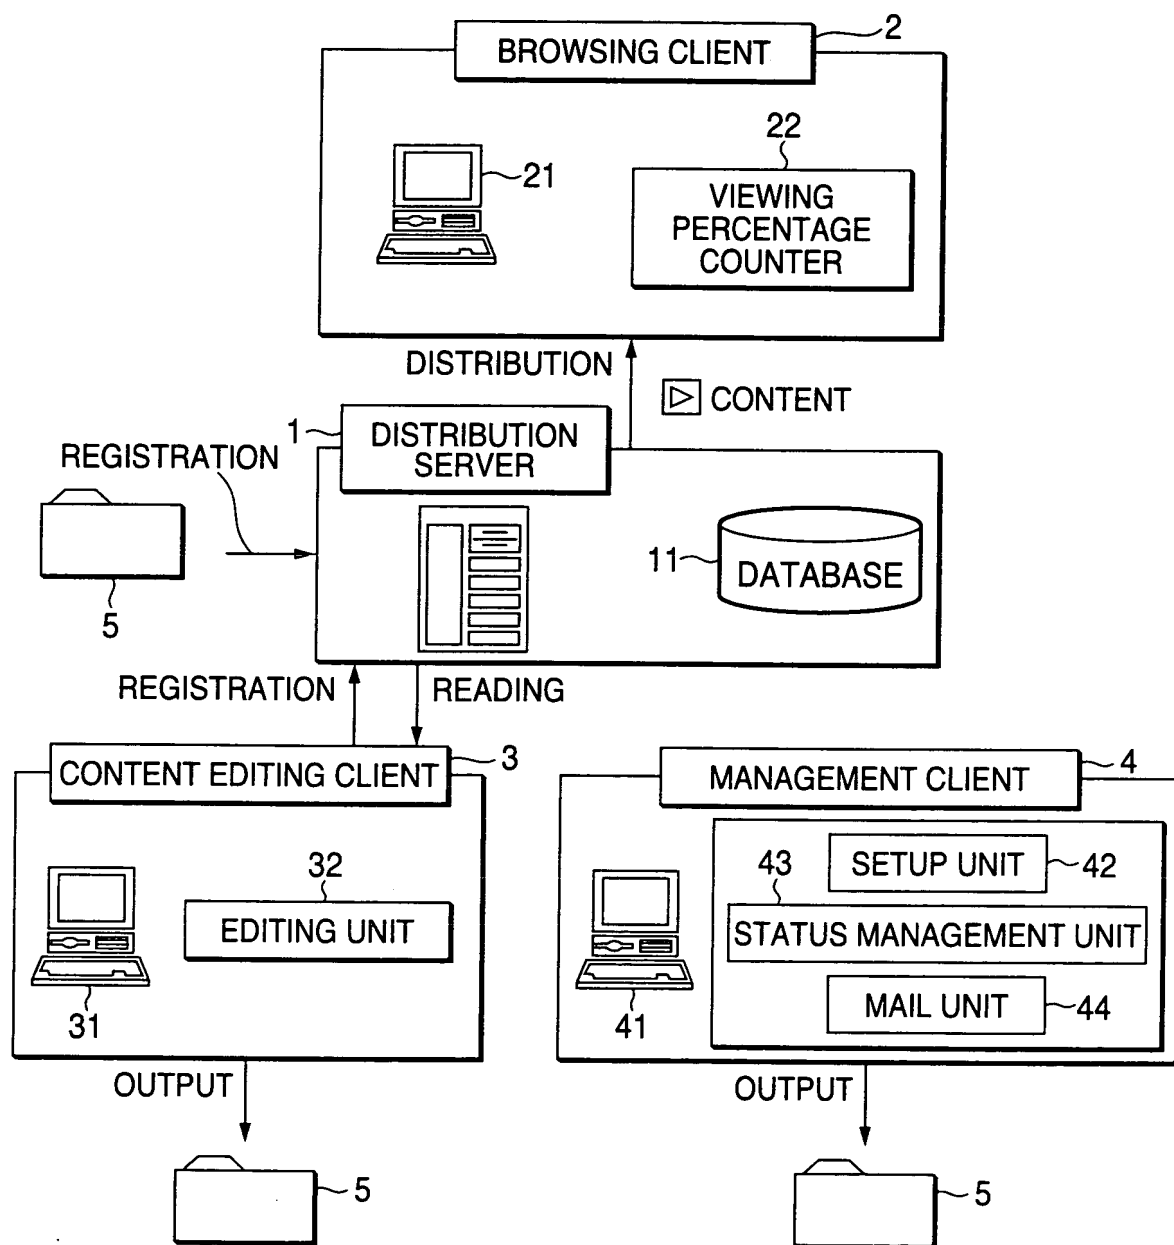 BROWSING CLIENT
2
21
22
VIEWING
PERCENTAGE
COUNTER
DISTRIBUTION
CONTENT
1
DISTRIBUTION
SERVER
REGISTRATION
5
11
DATABASE
REGISTRATION
READING
CONTENT EDITING CLIENT
3
31
32
EDITING UNIT
OUTPUT
5
MANAGEMENT CLIENT
4
41
SETUP UNIT
42
43
STATUS MANAGEMENT UNIT
MAIL UNIT
44
OUTPUT
5